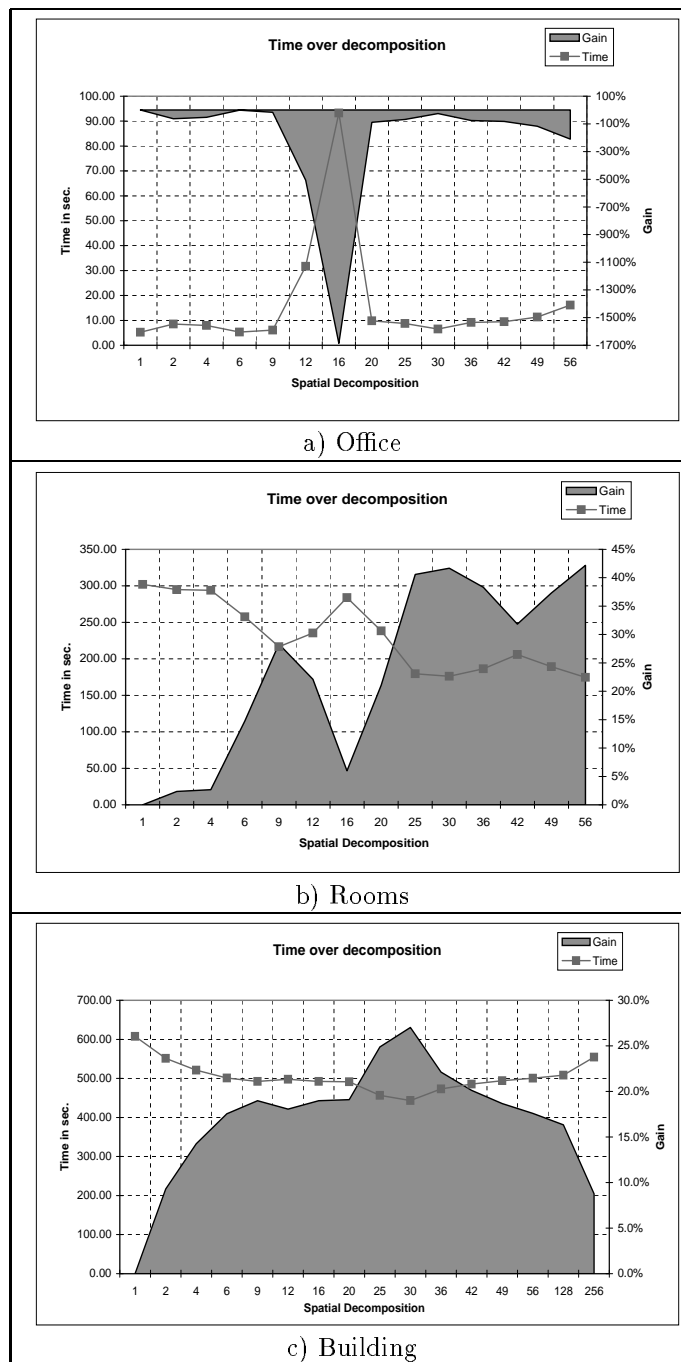 Time over decomposition
Gain
Time
100.00
90.00
80.00
70.00
60.00
50.00
40.00
30.00
20.00
10.00
0.00
Time in sec.
100%
-100%
-300%
-500%
-700%
-900%
-1100%
-1300%
-1500%
-1700%
Gain
1 2 4 6 9 12 16 20 25 30 36 42 49 56
Spatial Decomposition
a) Office
Time over decomposition
Gain
Time
350.00
300.00
250.00
200.00
150.00
100.00
50.00
0.00
Time in sec.
45%
40%
35%
30%
25%
20%
15%
10%
5%
0%
Gain
1 2 4 6 9 12 16 20 25 30 36 42 49 56
Spatial Decomposition
b) Rooms
Time over decomposition
Gain
Time
700.00
600.00
500.00
400.00
300.00
200.00
100.00
0.00
Time in sec.
30.0%
25.0%
20.0%
15.0%
10.0%
5.0%
0.0%
Gain
1 2 4 6 9 12 16 20 25 30 36 42 49 56 128 256
Spatial Decomposition
c) Building